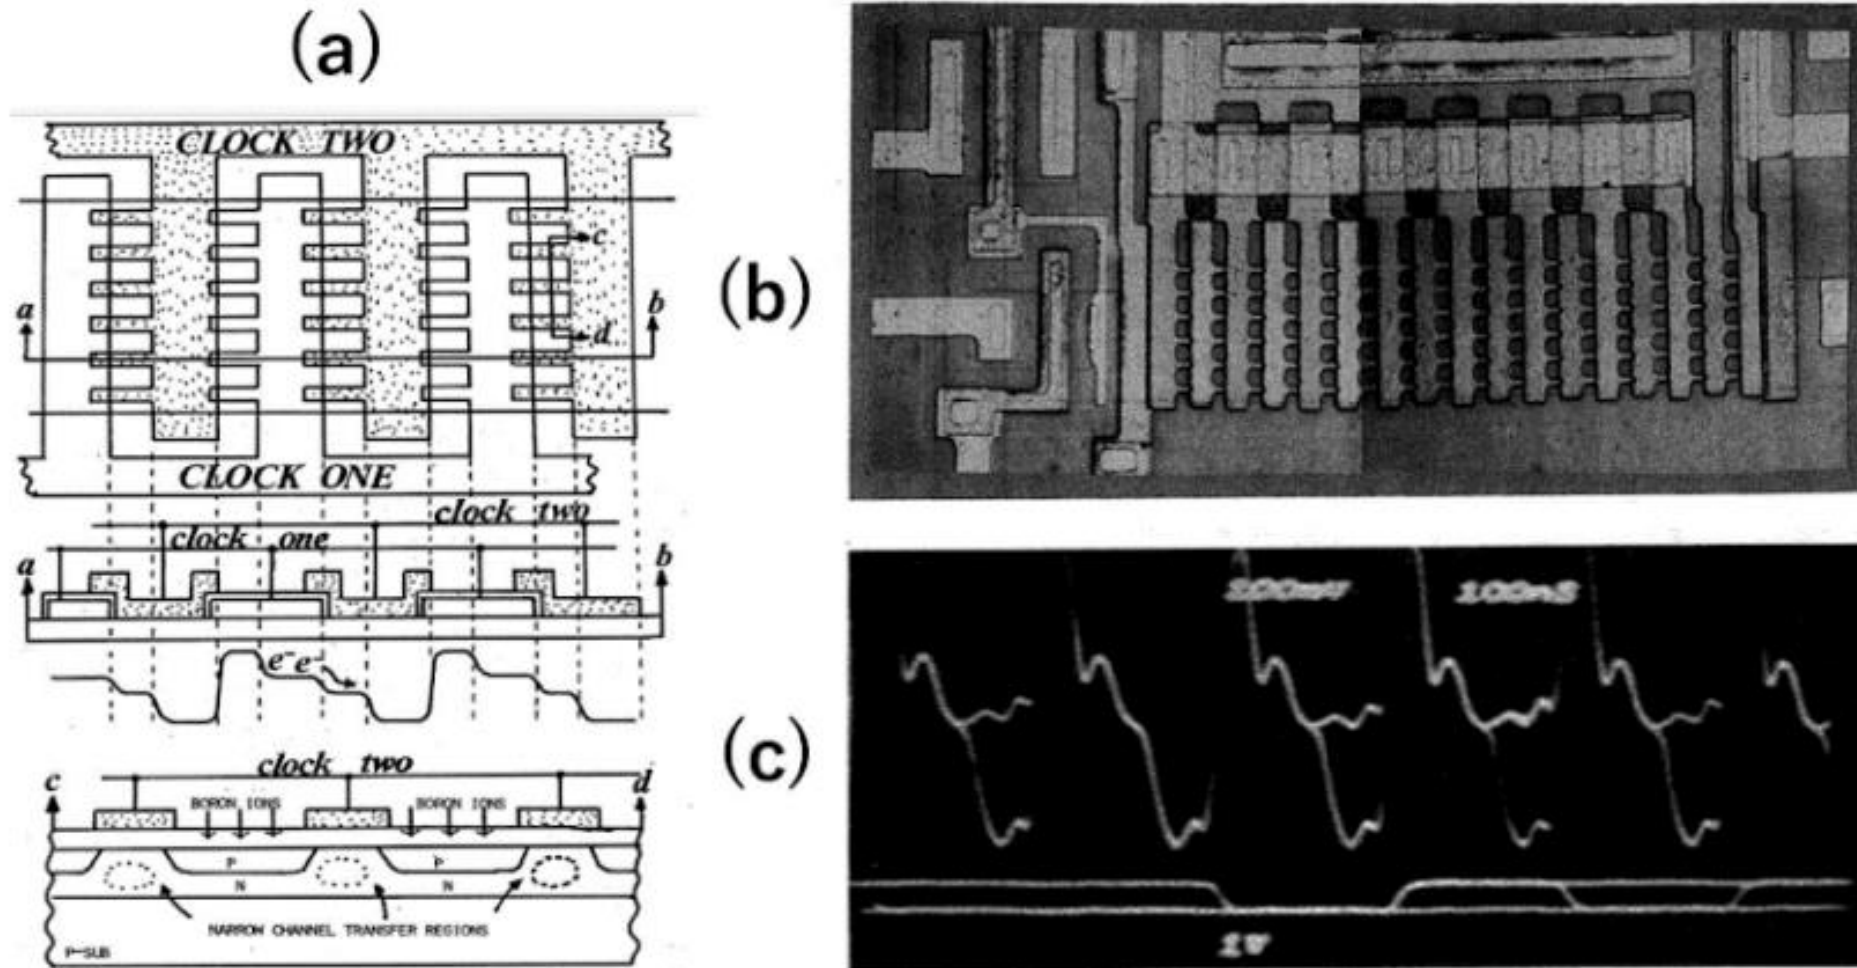 (a)
CLOCK TWO
c
a
b
d
CLOCK ONE
clock two
clock one
a
b
e⁻ e⁻
clock two
c
d
BORON IONS
BORON IONS
P
P
N
N
NARROW CHANNEL TRANSFER REGIONS
P-SUB
(b)
(c)
200mV
100nS
1V